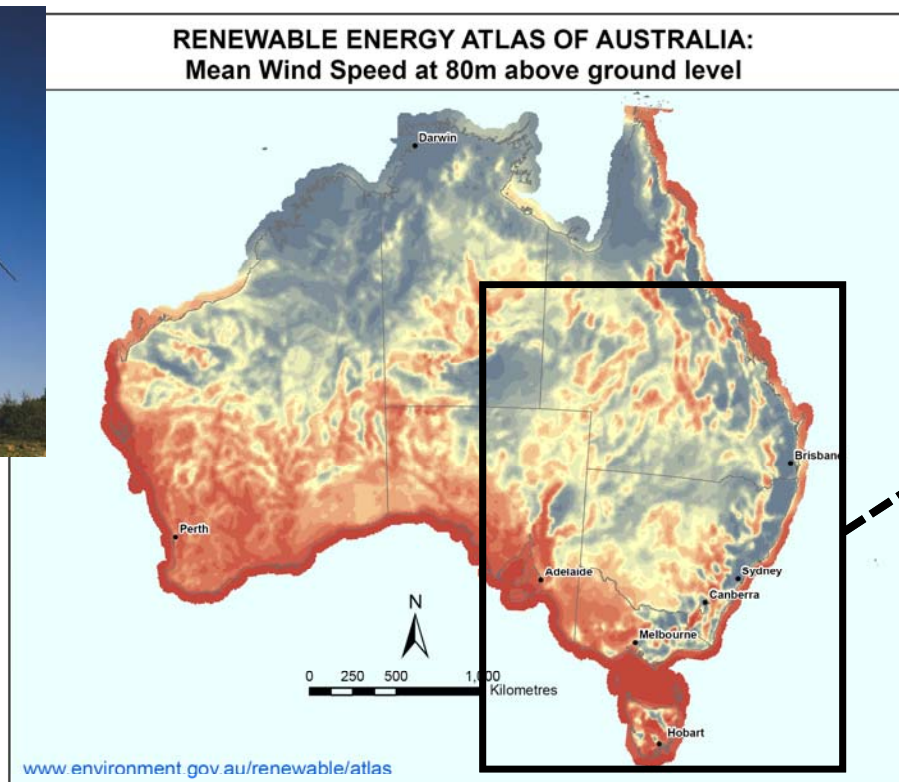 RENEWABLE ENERGY ATLAS OF AUSTRALIA:
Mean Wind Speed at 80m above ground level
Darwin
Brisbane
Perth
Adelaide
Sydney
Canberra
N
Melbourne
0 250 500 1,000
Kilometres
Hobart
www.environment.gov.au/renewable/atlas